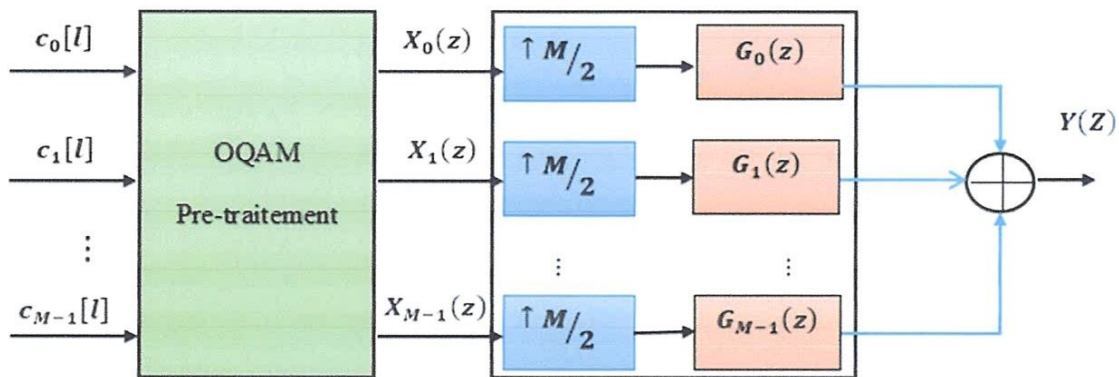 c₀[l]
X₀(z)
↑ M/2
G₀(z)
Y(Z)
c₁[l]
OQAM
Pre-traitement
X₁(z)
↑ M/2
G₁(z)
⋮
⋮
⋮
c_{M-1}[l]
X_{M-1}(z)
↑ M/2
G_{M-1}(z)